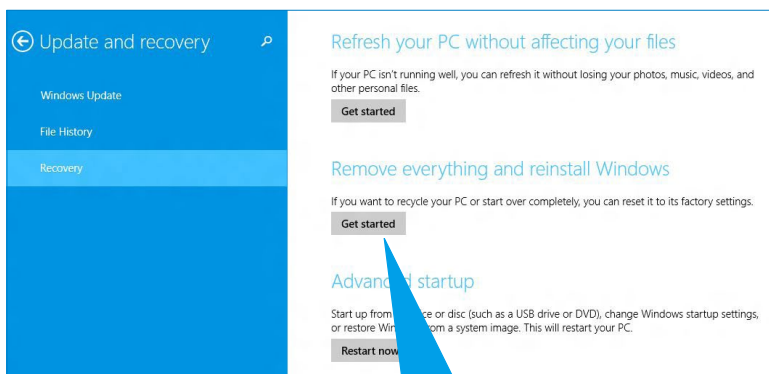 Update and recovery
Windows Update
File History
Recovery
Refresh your PC without affecting your files
If your PC isn't running well, you can refresh it without losing your photos, music, videos, and
other personal files.
Get started
Remove everything and reinstall Windows
If you want to recycle your PC or start over completely, you can reset it to its factory settings.
Get started
startup
Start up from or disc (such as a USB drive or DVD), change Windows startup settings,
or restore from a system image. This will restart your PC.
Restart now